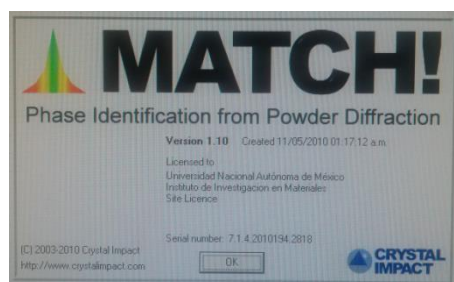 MATCH!
Phase Identification from Powder Diffraction
Version 1.10 Created 11/05/2010 01:17:12 a.m.
Licensed to
Universidad Nacional Autónoma de México
Instituto de Investigacion en Materiales
Site Licence
Serial number: 7.1.4.2010194.2818
(C) 2003-2010 Crystal Impact
http://www.crystalimpact.com
OK
CRYSTAL
IMPACT